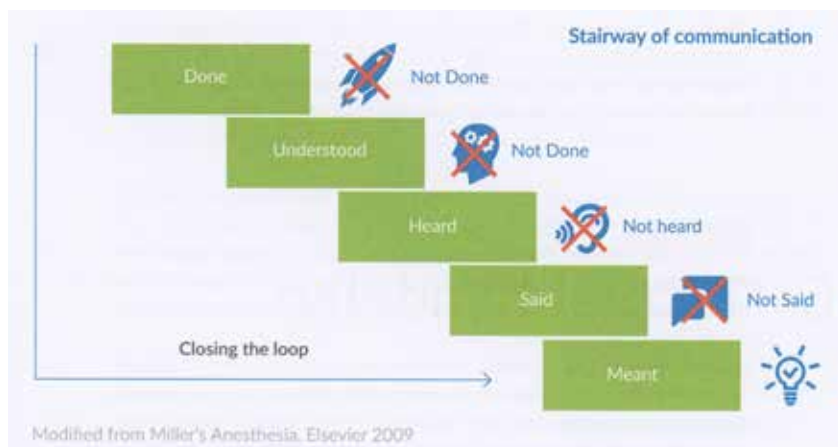 Stairway of communication
Done
Not Done
Understood
Not Done
Heard
Not heard
Said
Not Said
Closing the loop
Meant
Modified from Miller's Anesthesia. Elsevier 2009